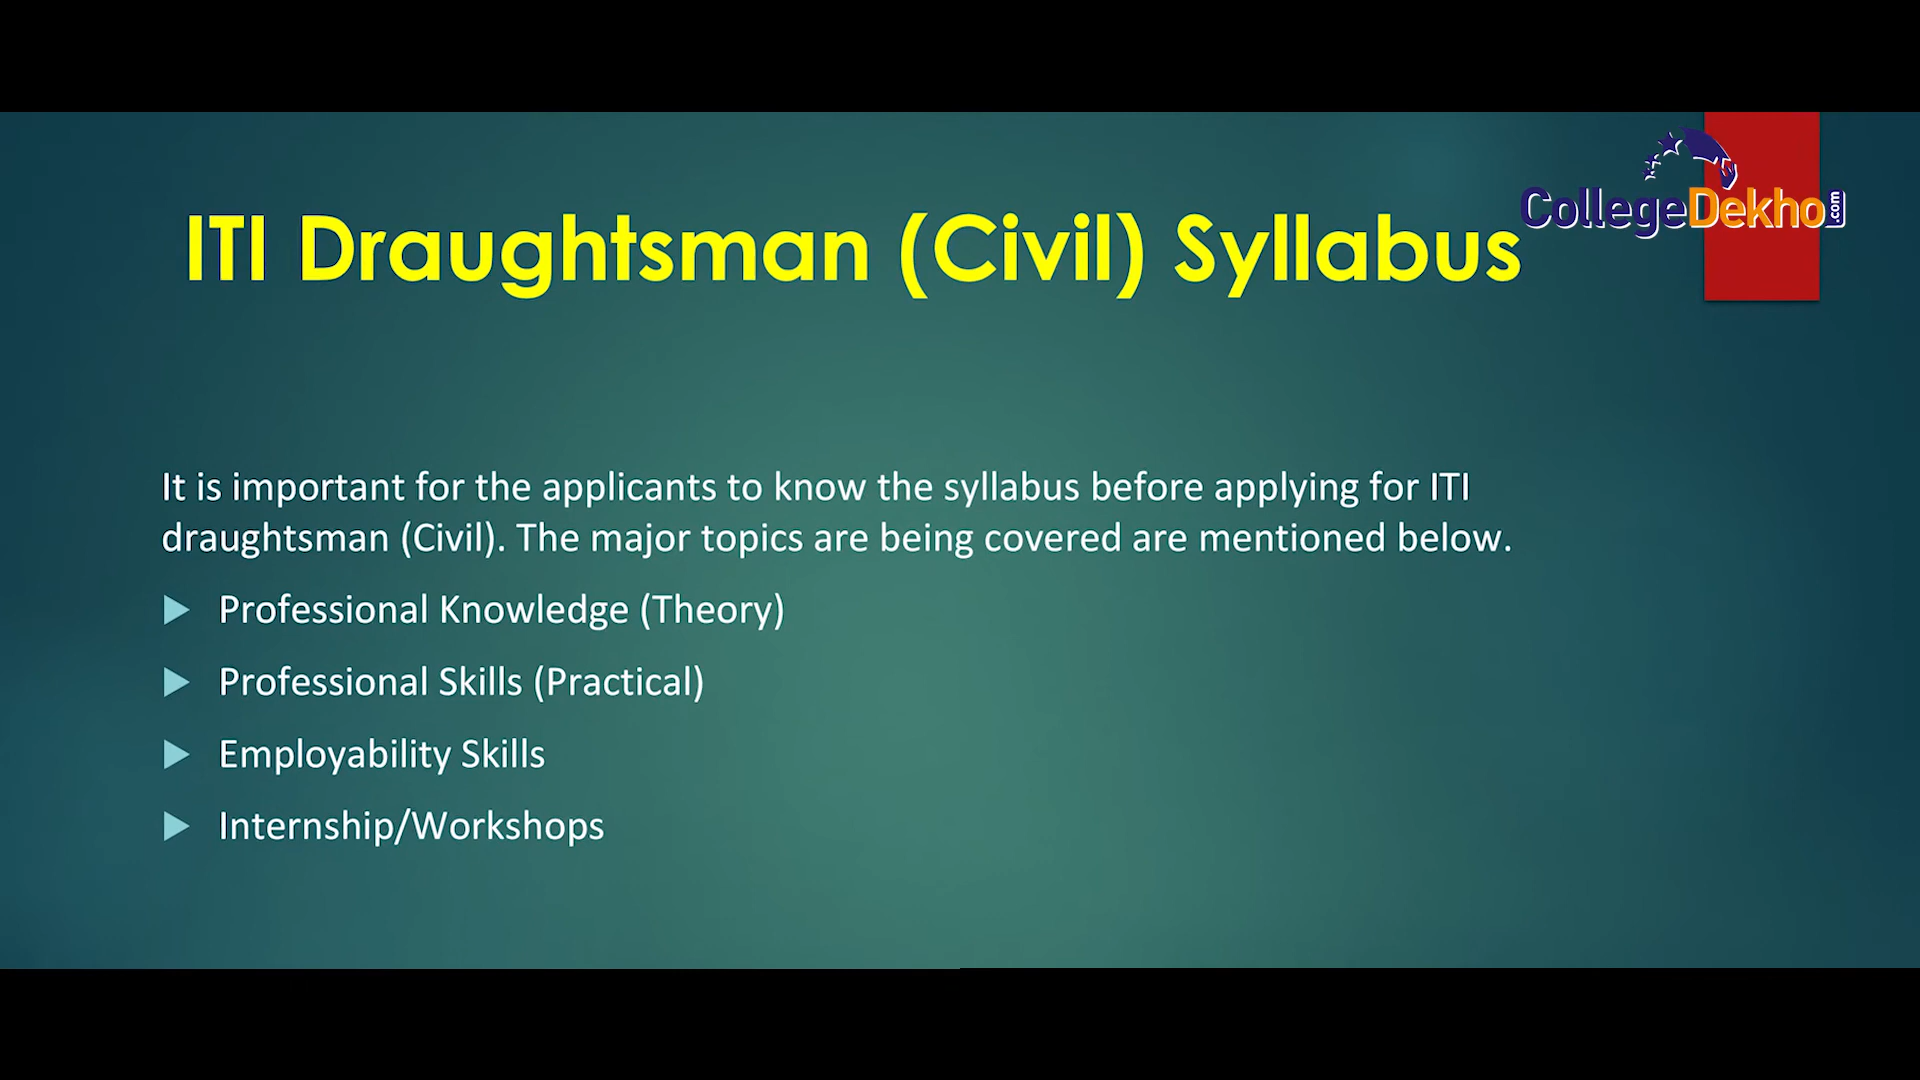 CollegeDekho.com
ITI Draughtsman (Civil) Syllabus
It is important for the applicants to know the syllabus before applying for ITI
draughtsman (Civil). The major topics are being covered are mentioned below.
Professional Knowledge (Theory)
Professional Skills (Practical)
Employability Skills
Internship/Workshops